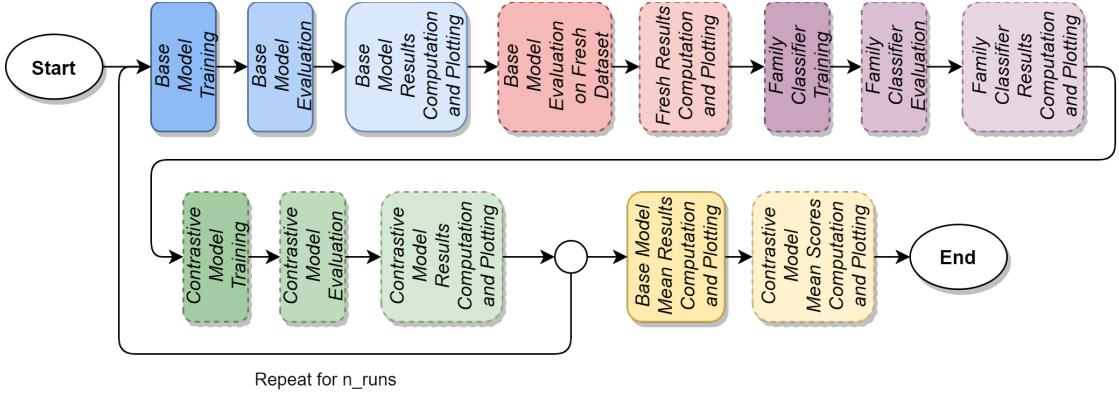 Start
Base
Model
Training
Base
Model
Evaluation
Base
Model
Results
Computation
and Plotting
Base
Model
Evaluation
on Fresh
Dataset
Fresh Results
Computation
and Plotting
Family
Classifier
Training
Family
Classifier
Evaluation
Family
Classifier
Results
Computation
and Plotting
Contrastive
Model
Training
Contrastive
Model
Evaluation
Contrastive
Model
Results
Computation
and Plotting
Base Model
Mean Results
Computation
and Plotting
Contrastive
Model
Mean Scores
Computation
and Plotting
End
Repeat for n_runs